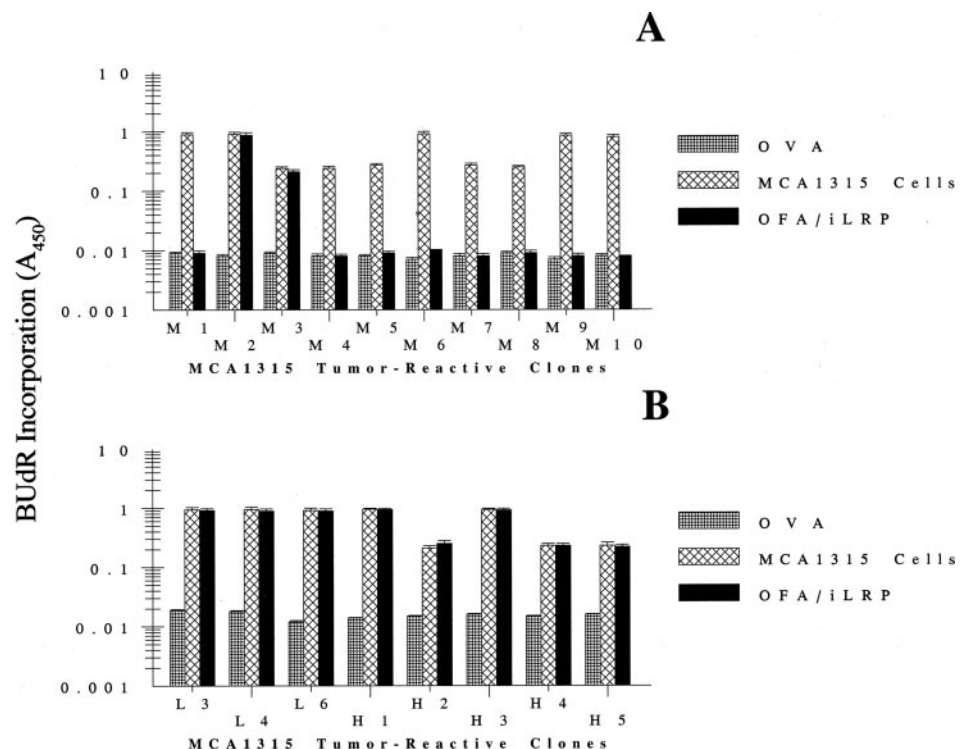 A
BUdR Incorporation (A450)
10
1
0.1
0.01
0.001
OVA
MCA1315 Cells
OFA/iLRP
M1 M3 M5 M7 M9
M2 M4 M6 M8 M10
MCA1315 Tumor-Reactive Clones
B
10
1
0.1
0.01
0.001
OVA
MCA1315 Cells
OFA/iLRP
L3 L6 H2 H4
L4 H1 H3 H5
MCA1315 Tumor-Reactive Clones